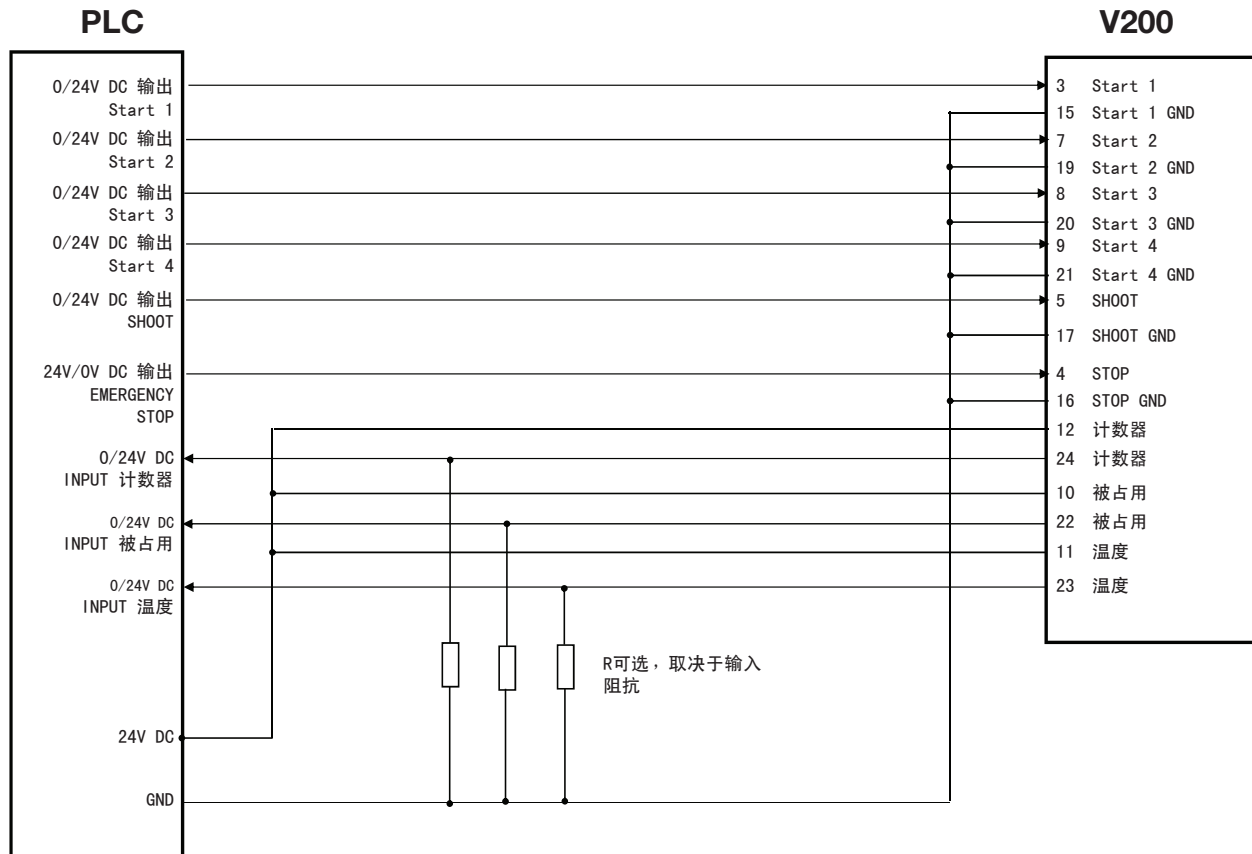 PLC
V200
0/24V DC 输出
Start 1
0/24V DC 输出
Start 2
0/24V DC 输出
Start 3
0/24V DC 输出
Start 4
0/24V DC 输出
SHOOT
24V/0V DC 输出
EMERGENCY
STOP
0/24V DC
INPUT 计数器
0/24V DC
INPUT 被占用
0/24V DC
INPUT 温度
24V DC
GND
R可选，取决于输入
阻抗
3 Start 1
15 Start 1 GND
7 Start 2
19 Start 2 GND
8 Start 3
20 Start 3 GND
9 Start 4
21 Start 4 GND
5 SHOOT
17 SHOOT GND
4 STOP
16 STOP GND
12 计数器
24 计数器
10 被占用
22 被占用
11 温度
23 温度